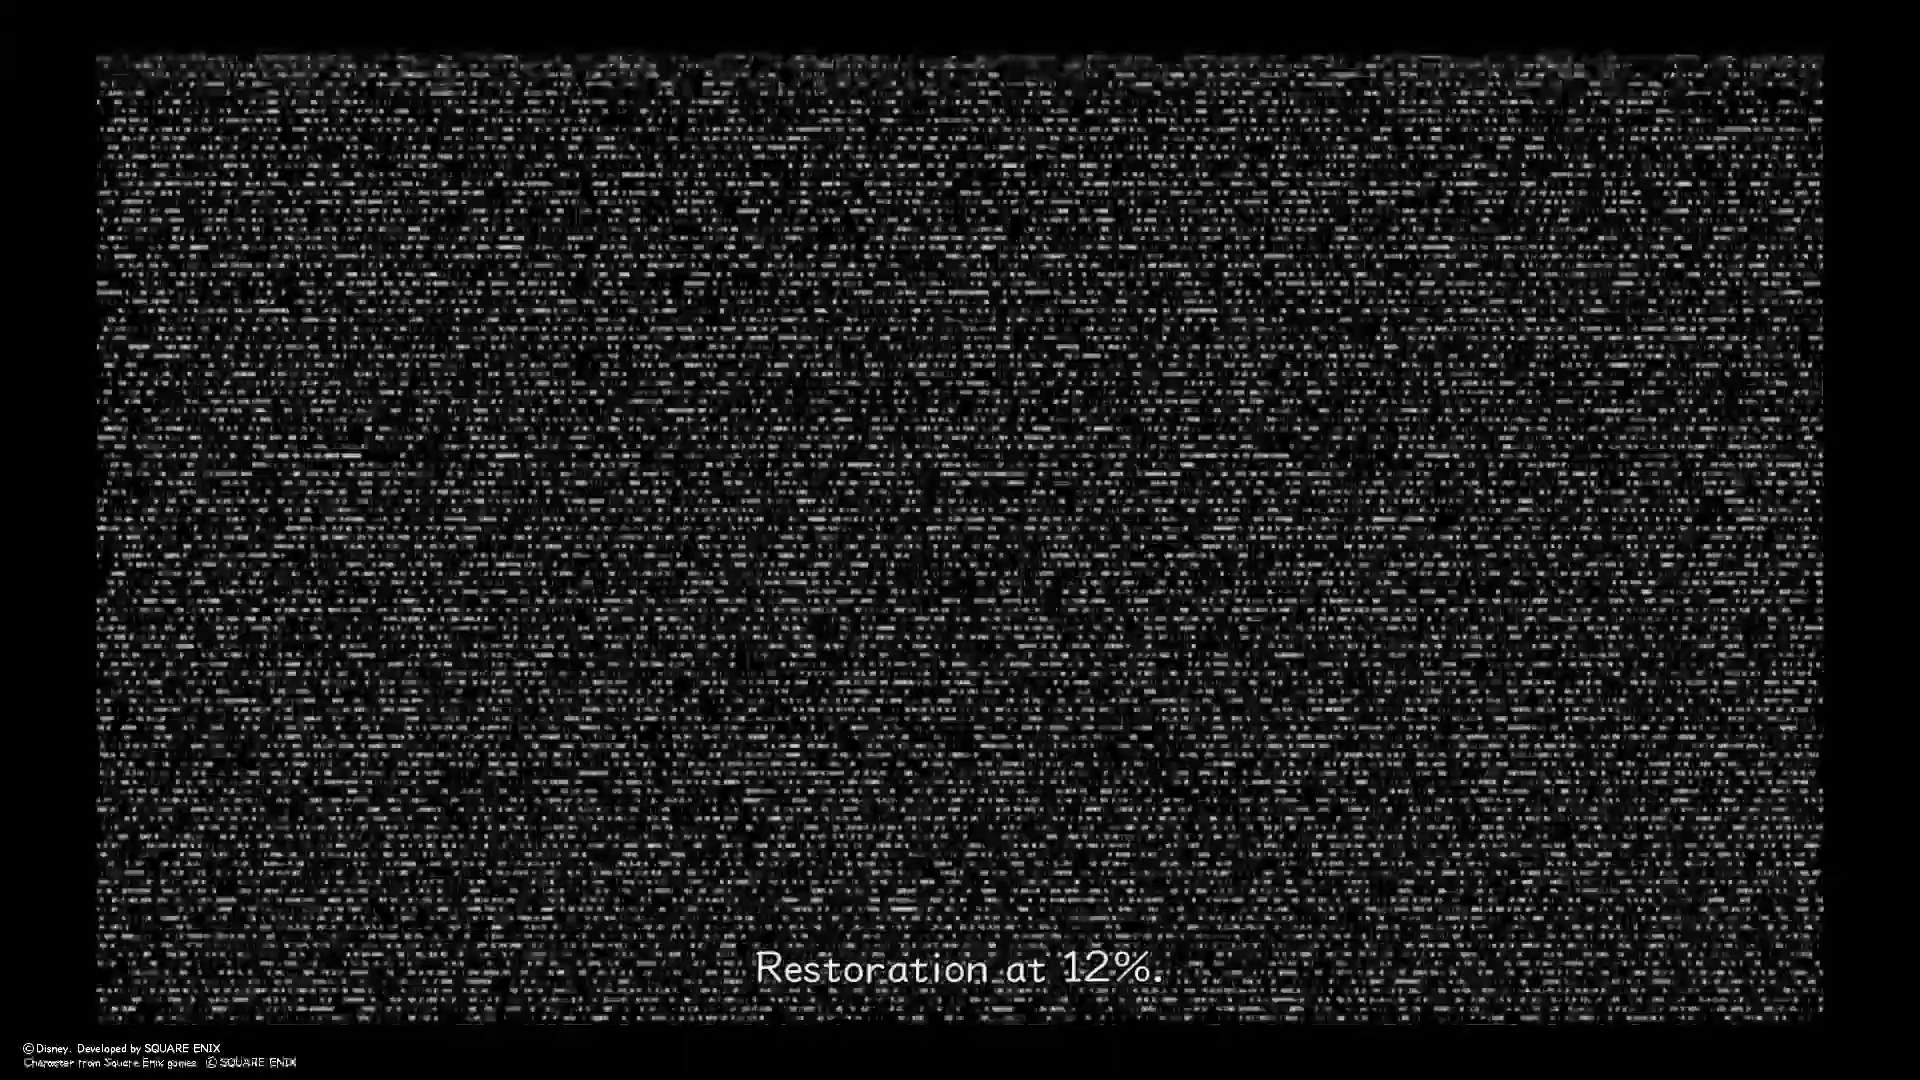 Restoration at 12%.
© Disney. Developed by SQUARE ENIX
Character from Square Enix games. © SQUARE ENIX